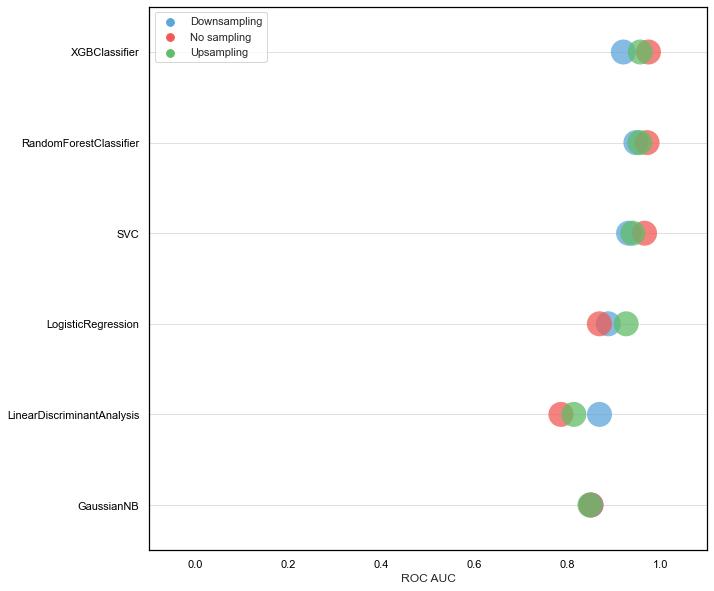 Downsampling
No sampling
Upsampling
XGBClassifier
RandomForestClassifier
SVC
LogisticRegression
LinearDiscriminantAnalysis
GaussianNB
0.0 0.2 0.4 0.6 0.8 1.0
ROC AUC